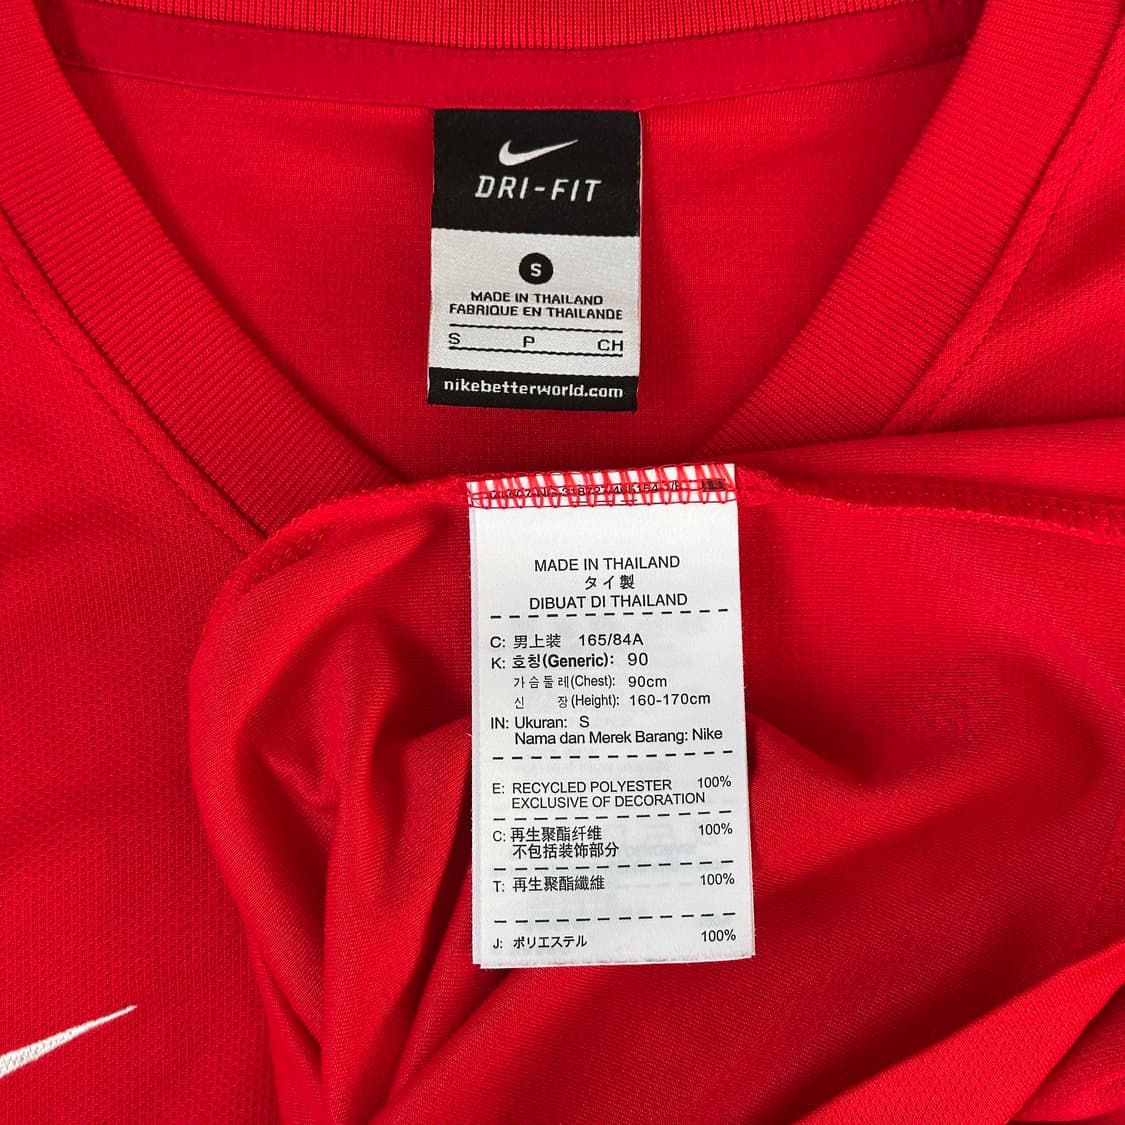 DRI-FIT
S
MADE IN THAILAND
FABRIQUE EN THAILANDE
S P CH
nikebetterworld.com
MADE IN THAILAND
タイ製
DIBUAT DI THAILAND
C: 男上装 165/84A
K: 호칭(Generic): 90
가슴둘레(Chest): 90cm
신 장(Height): 160-170cm
IN: Ukuran: S
Nama dan Merek Barang: Nike
E: RECYCLED POLYESTER 100%
EXCLUSIVE OF DECORATION
C: 再生聚酯纤维 100%
不包括装饰部分
T: 再生聚酯纖維 100%
J: ポリエステル 100%